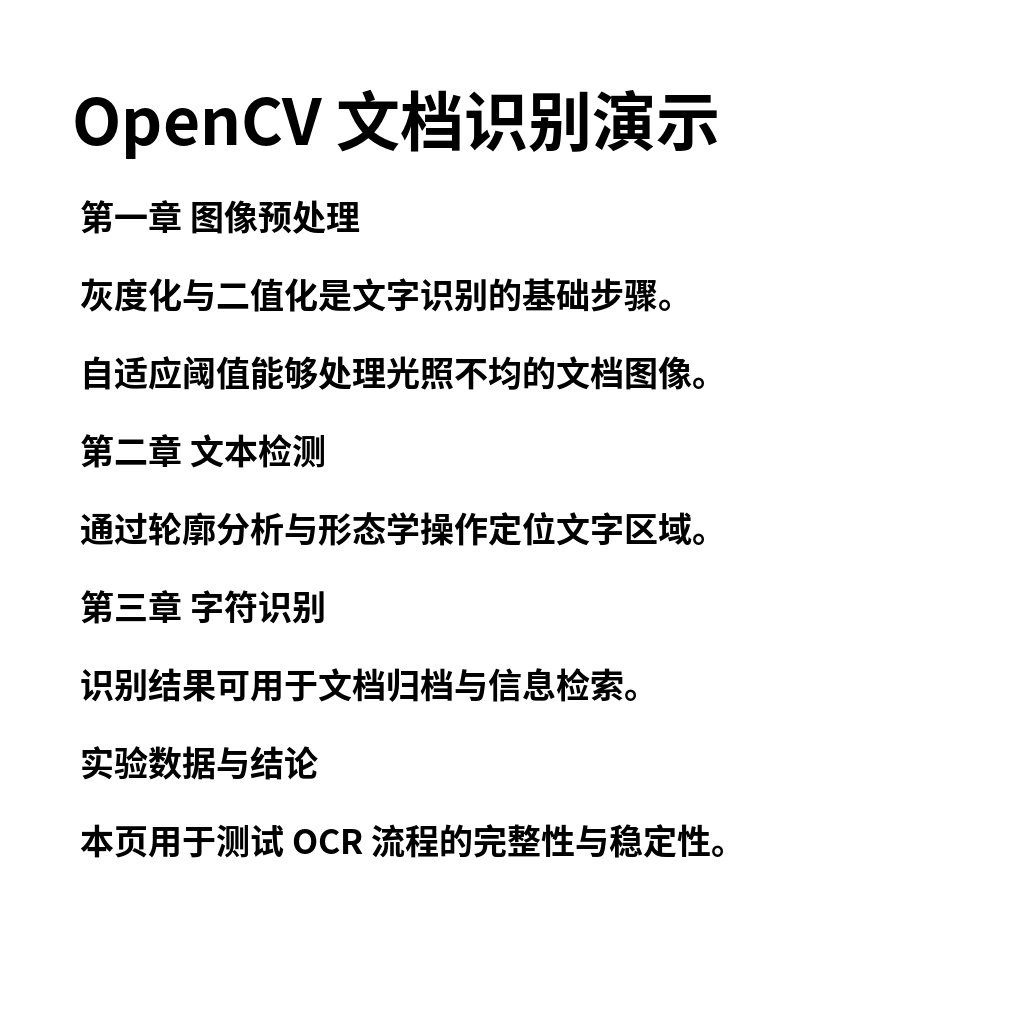 OpenCV 文档识别演示
第一章 图像预处理
灰度化与二值化是文字识别的基础步骤。
自适应阈值能够处理光照不均的文档图像。
第二章 文本检测
通过轮廓分析与形态学操作定位文字区域。
第三章 字符识别
识别结果可用于文档归档与信息检索。
实验数据与结论
本页用于测试 OCR 流程的完整性与稳定性。